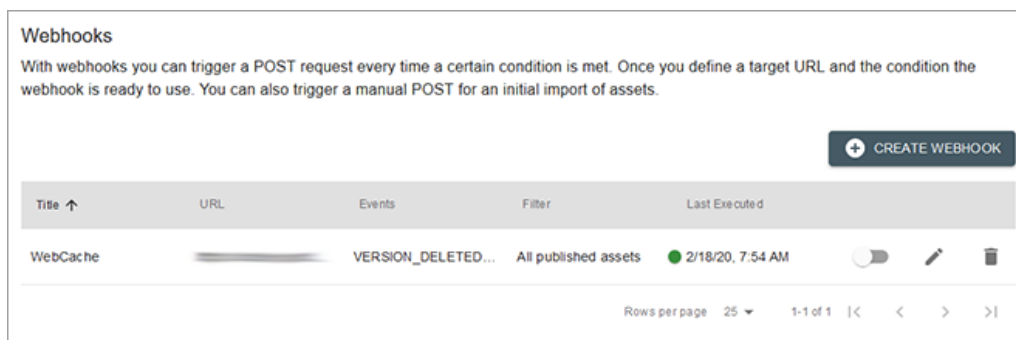 Webhooks
With webhooks you can trigger a POST request every time a certain condition is met. Once you define a target URL and the condition the
webhook is ready to use. You can also trigger a manual POST for an initial import of assets.
CREATE WEBHOOK
Title URL Events Filter Last Executed
WebCache VERSION_DELETED... All published assets 2/18/20, 7:54 AM
Rows per page 25 1-1 of 1